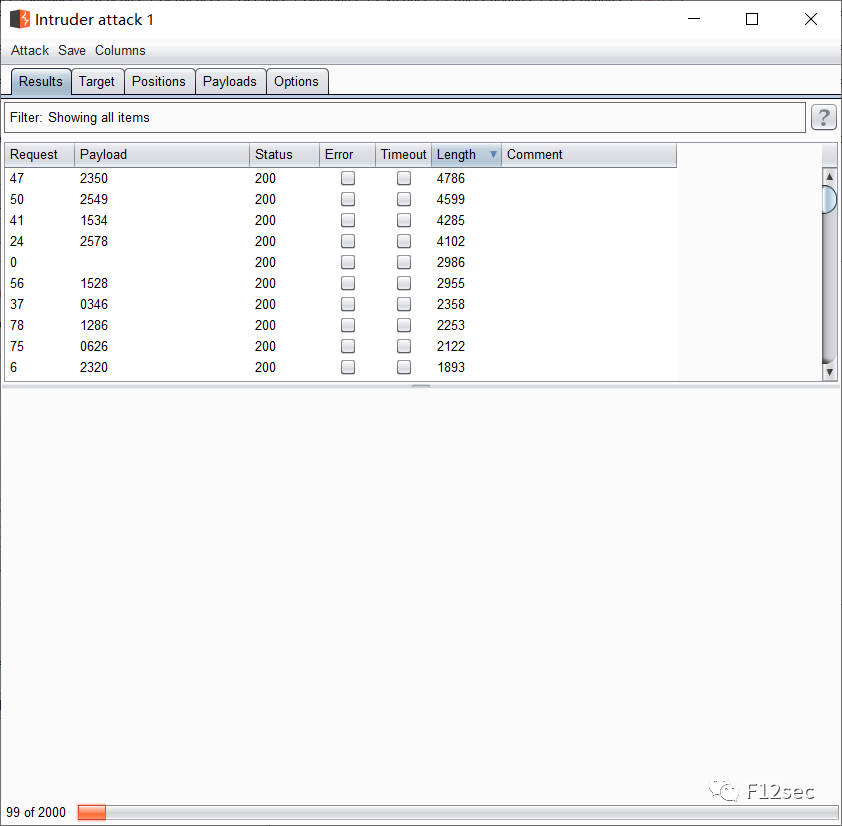 Intruder attack 1
Attack Save Columns
Results Target Positions Payloads Options
Filter: Showing all items ?
Request Payload Status Error Timeout Length Comment
47 2350 200 4786
50 2549 200 4599
41 1534 200 4285
24 2578 200 4102
0 200 2986
56 1528 200 2955
37 0346 200 2358
78 1286 200 2253
75 0626 200 2122
6 2320 200 1893
F12sec
99 of 2000